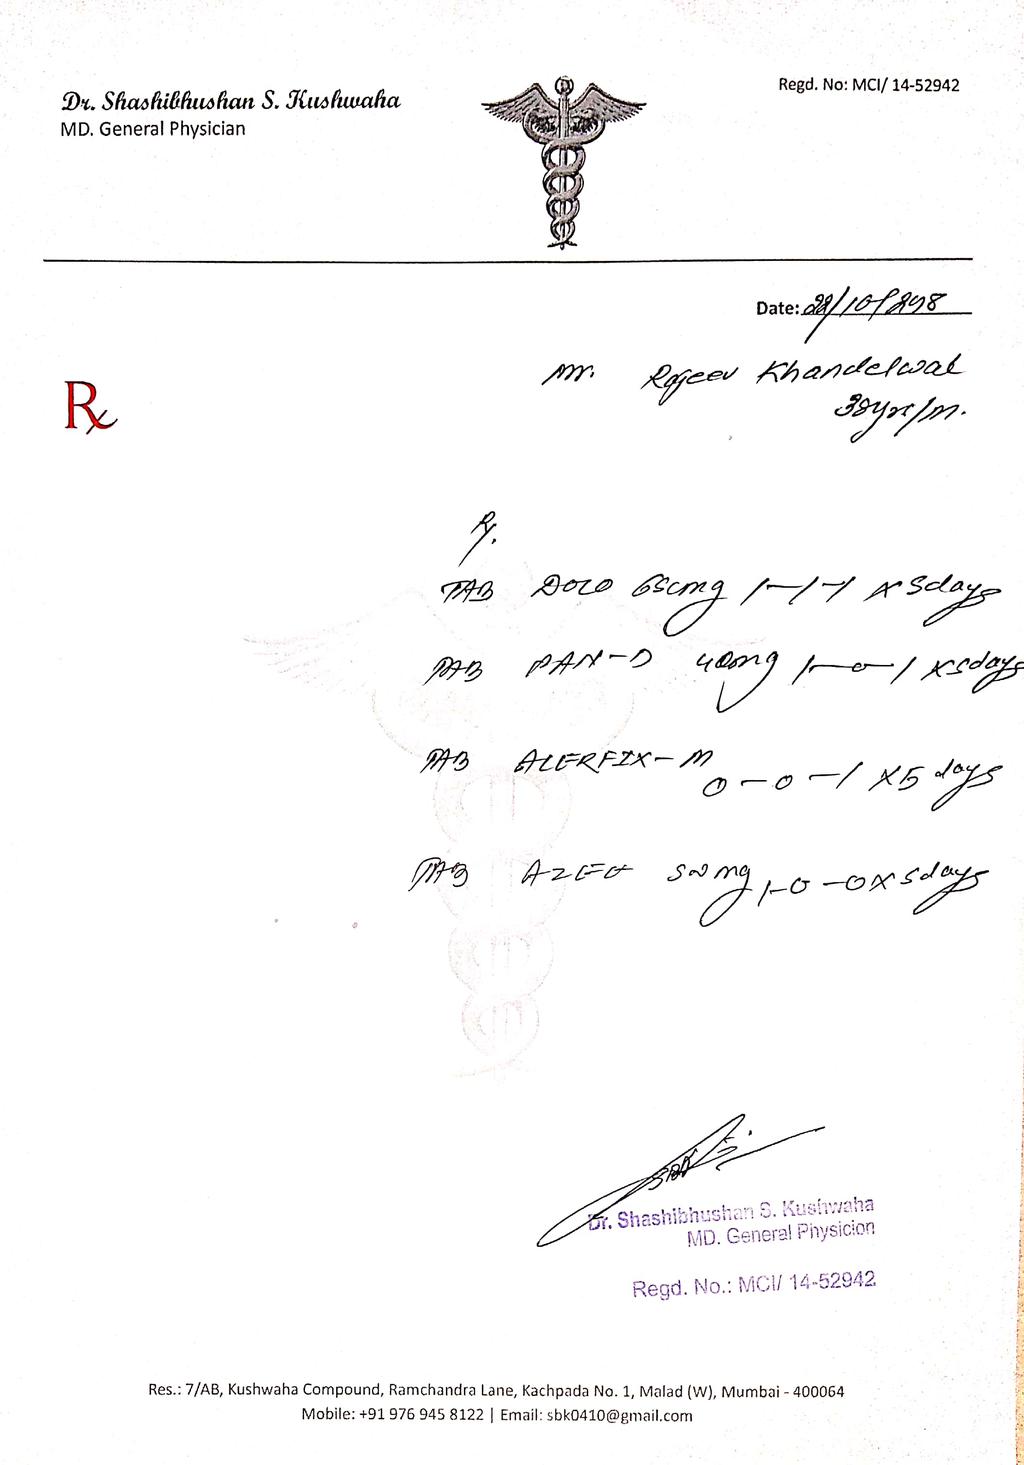 Dr. Shashibhushan S. Kushwaha
MD. General Physician
Regd. No: MCI/ 14-52942
Date: 22/10/2018
Rx
Mr. Rajeev Khandelwal
38yrs/m.
Rx.
TAB DOLO 650mg 1-1-1 x 5days
TAB PAN-D 40mg 1-0-1 x 5days
TAB ALERFIX-M
0-0-1 x 5 days
TAB AZEE 500mg 1-0-0 x 5days
Dr. Shashibhushan S. Kushwaha
MD. General Physician
Regd. No.: MCI/ 14-52942
Res.: 7/AB, Kushwaha Compound, Ramchandra Lane, Kachpada No. 1, Malad (W), Mumbai - 400064
Mobile: +91 976 945 8122 | Email: sbk0410@gmail.com